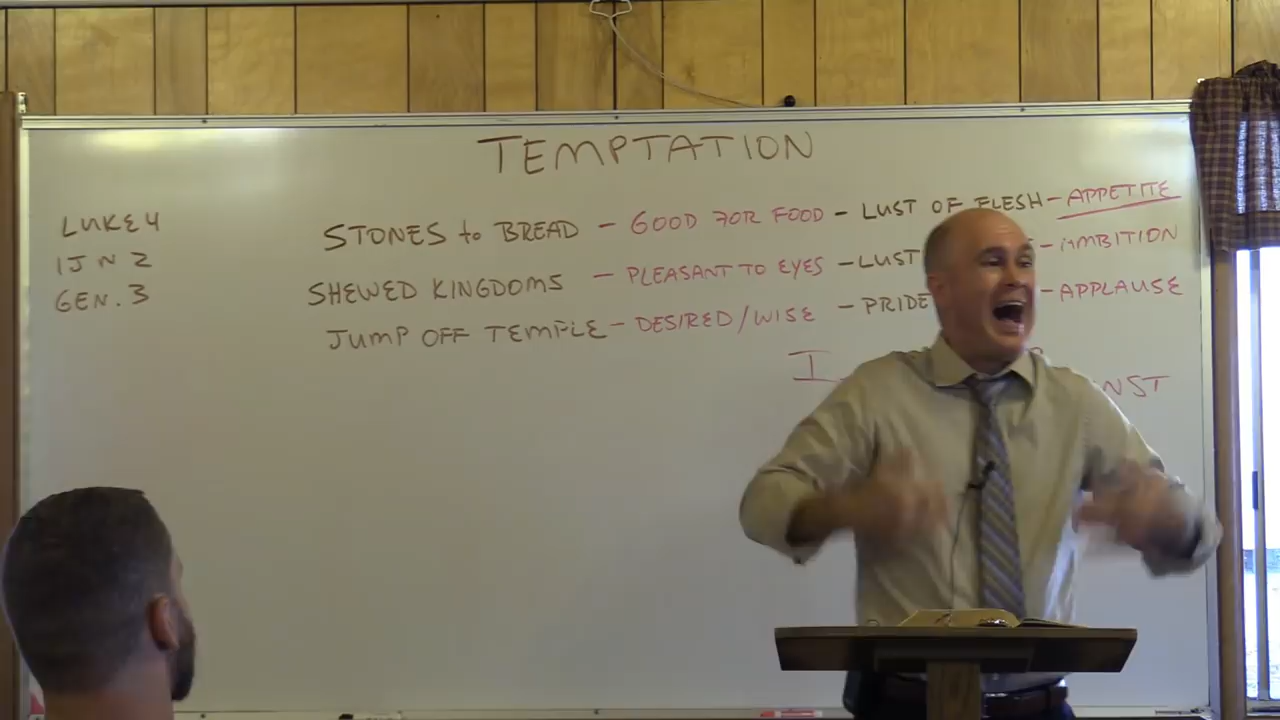 TEMPTATION
LUKE 4
1 JN 2
GEN. 3
STONES to BREAD - GOOD FOR FOOD - LUST OF FLESH - APPETITE
SHEWED KINGDOMS - PLEASANT TO EYES - LUST - AMBITION
JUMP OFF TEMPLE - DESIRED/WISE - PRIDE - APPLAUSE